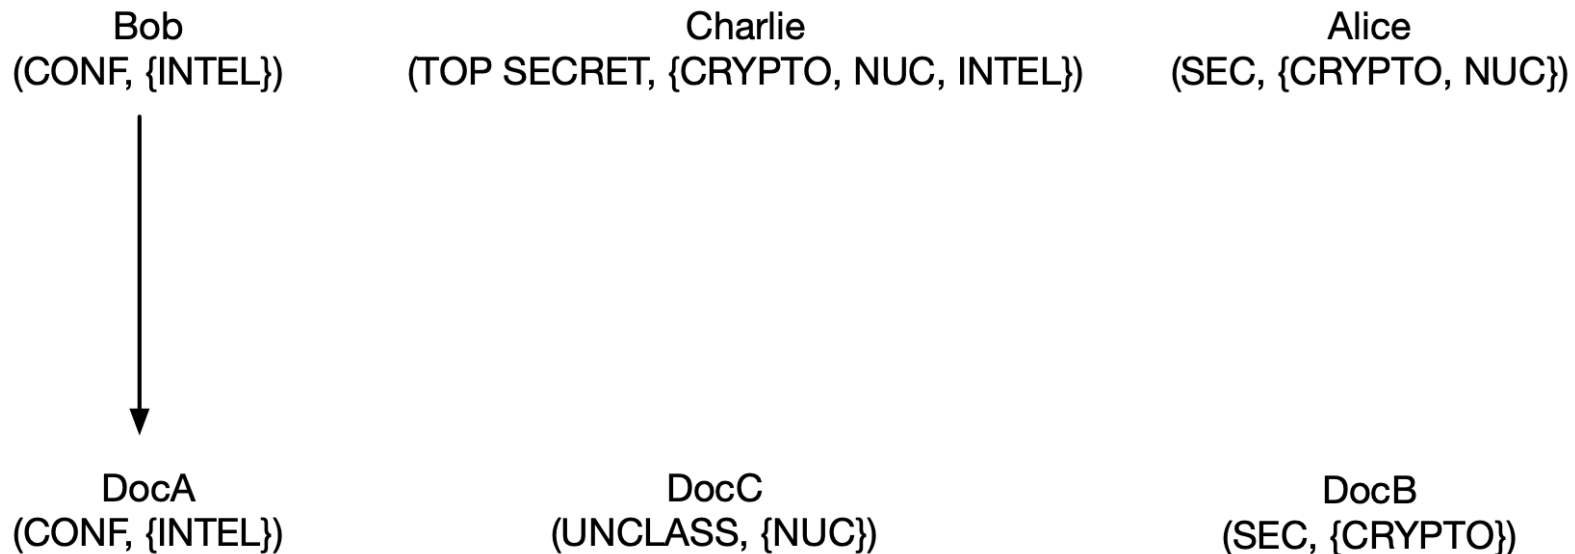 Bob
(CONF, {INTEL})
Charlie
(TOP SECRET, {CRYPTO, NUC, INTEL})
Alice
(SEC, {CRYPTO, NUC})
DocA
(CONF, {INTEL})
DocC
(UNCLASS, {NUC})
DocB
(SEC, {CRYPTO})